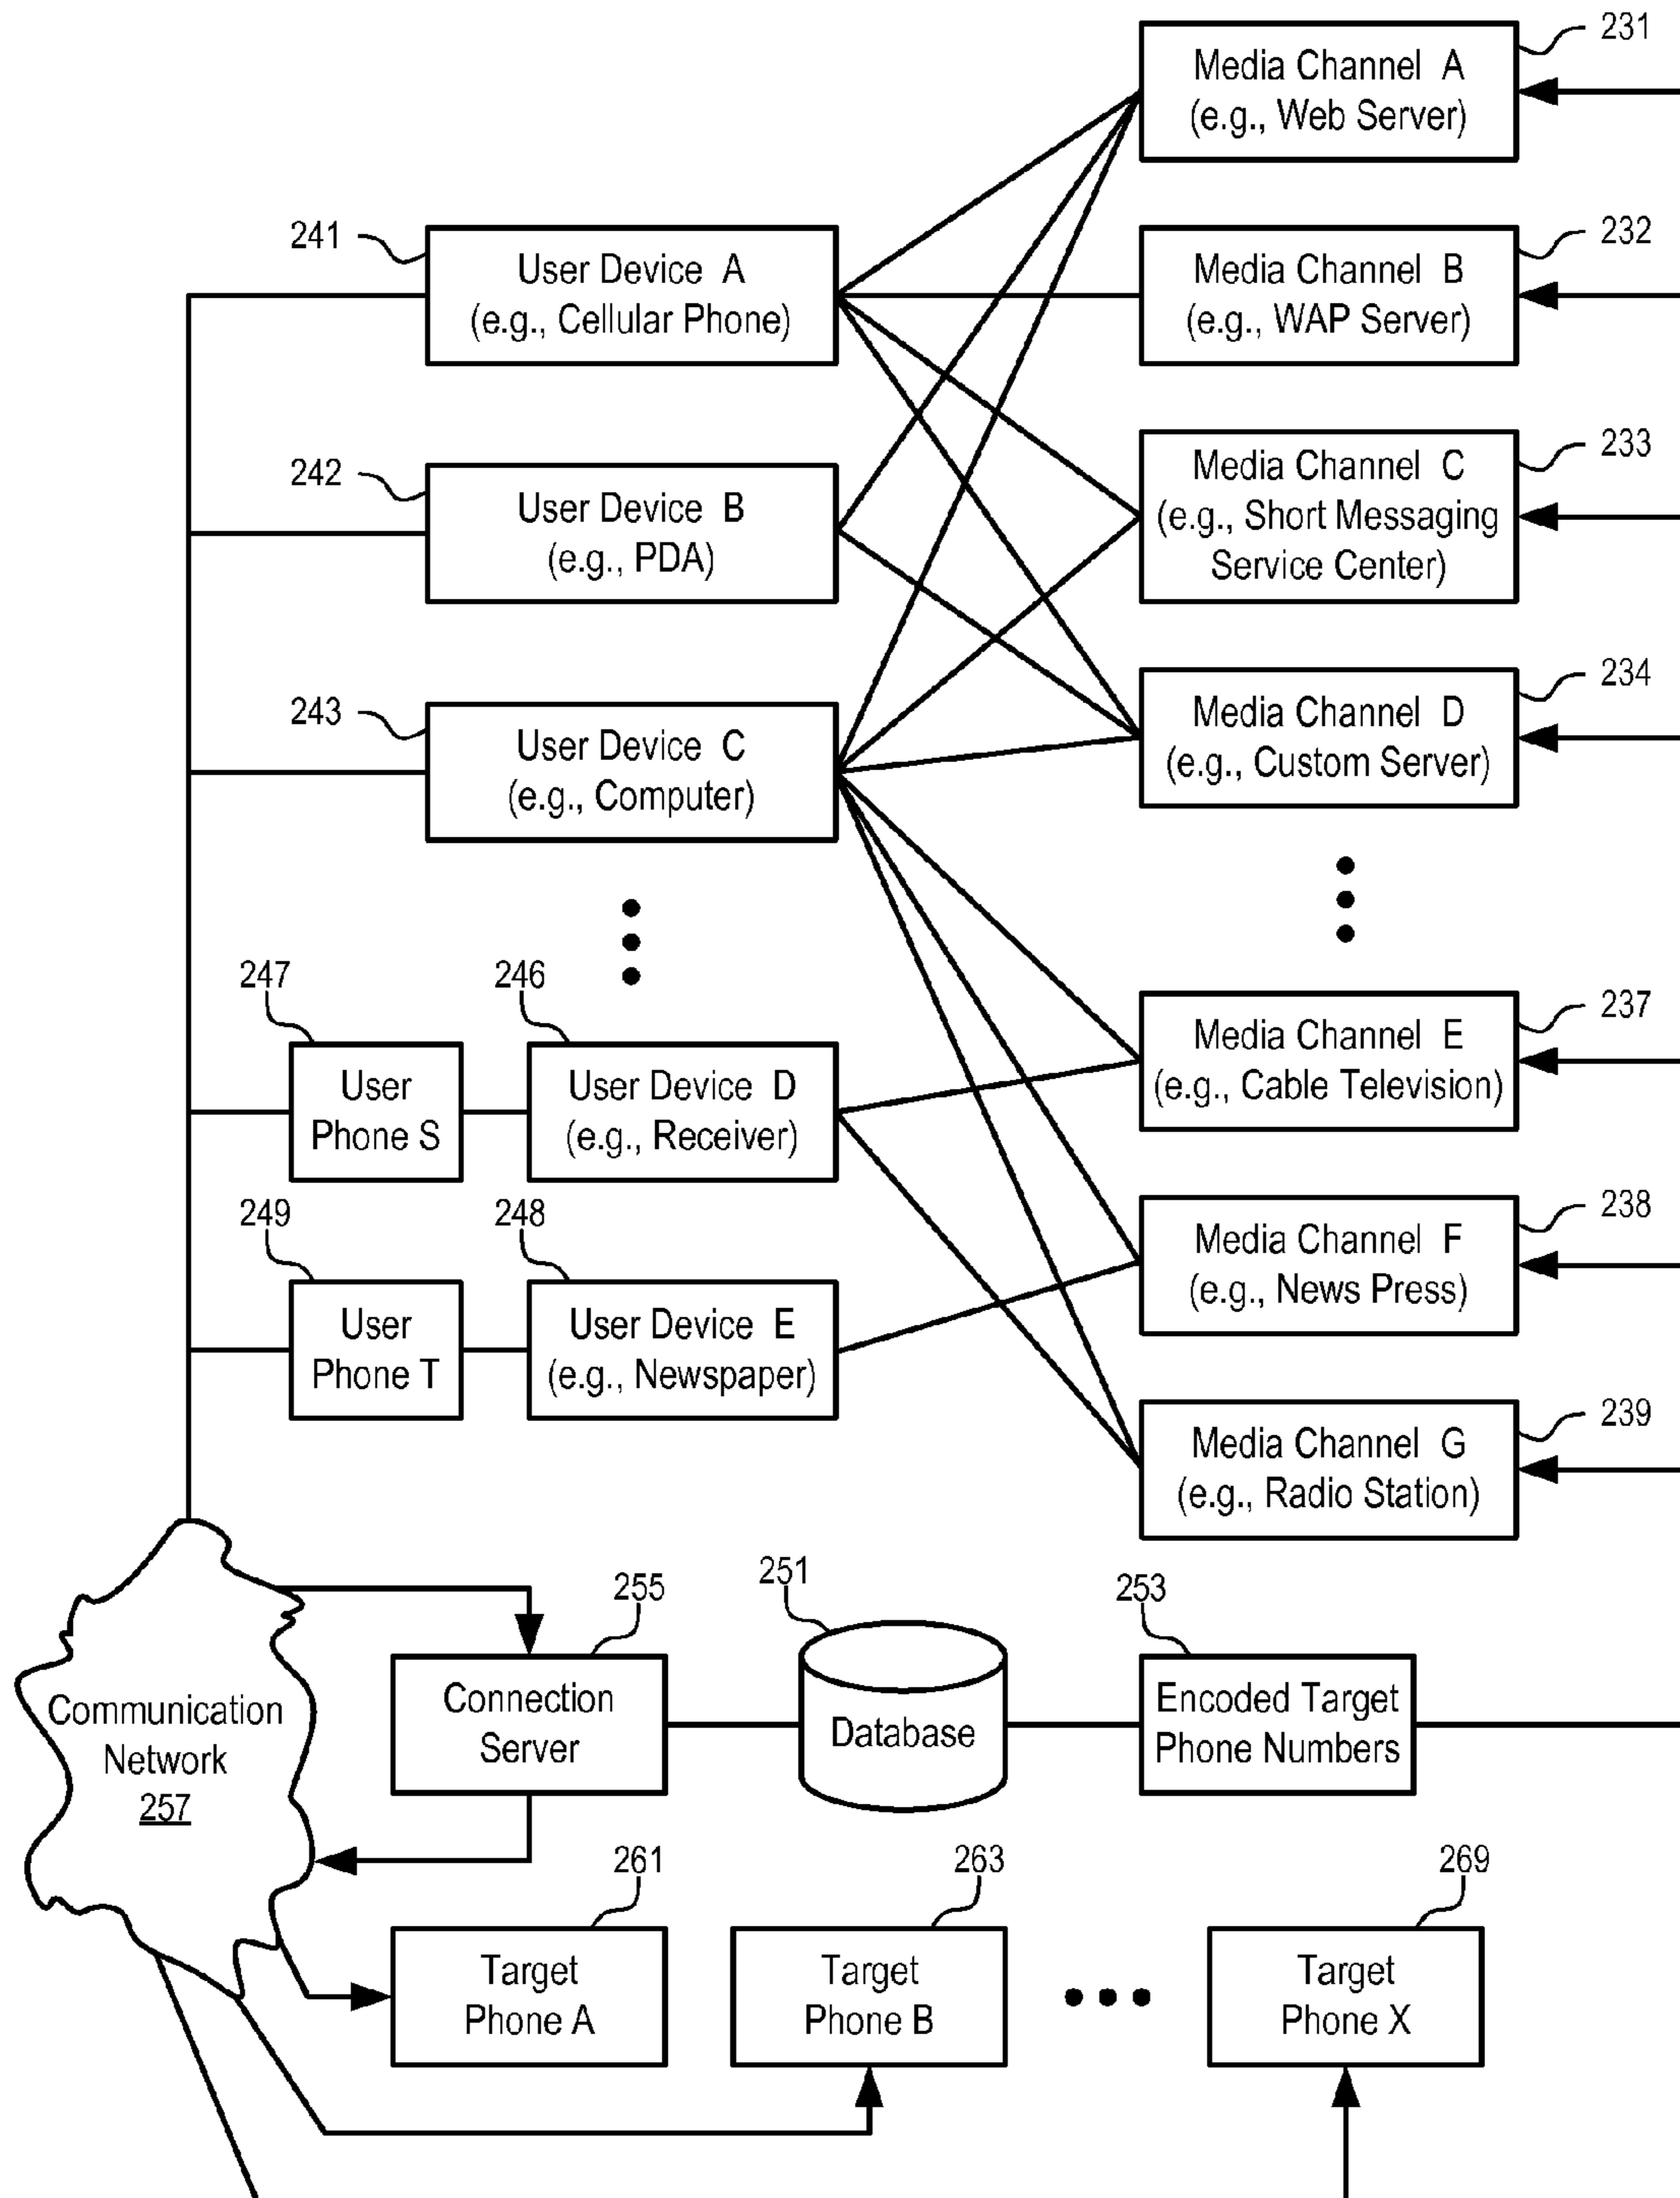 231
Media Channel A
(e.g., Web Server)
241
User Device A
(e.g., Cellular Phone)
232
Media Channel B
(e.g., WAP Server)
242
User Device B
(e.g., PDA)
233
Media Channel C
(e.g., Short Messaging
Service Center)
243
User Device C
(e.g., Computer)
234
Media Channel D
(e.g., Custom Server)
247
User
Phone S
246
User Device D
(e.g., Receiver)
237
Media Channel E
(e.g., Cable Television)
249
User
Phone T
248
User Device E
(e.g., Newspaper)
238
Media Channel F
(e.g., News Press)
239
Media Channel G
(e.g., Radio Station)
Communication
Network
257
255
Connection
Server
251
Database
253
Encoded Target
Phone Numbers
261
Target
Phone A
263
Target
Phone B
269
Target
Phone X